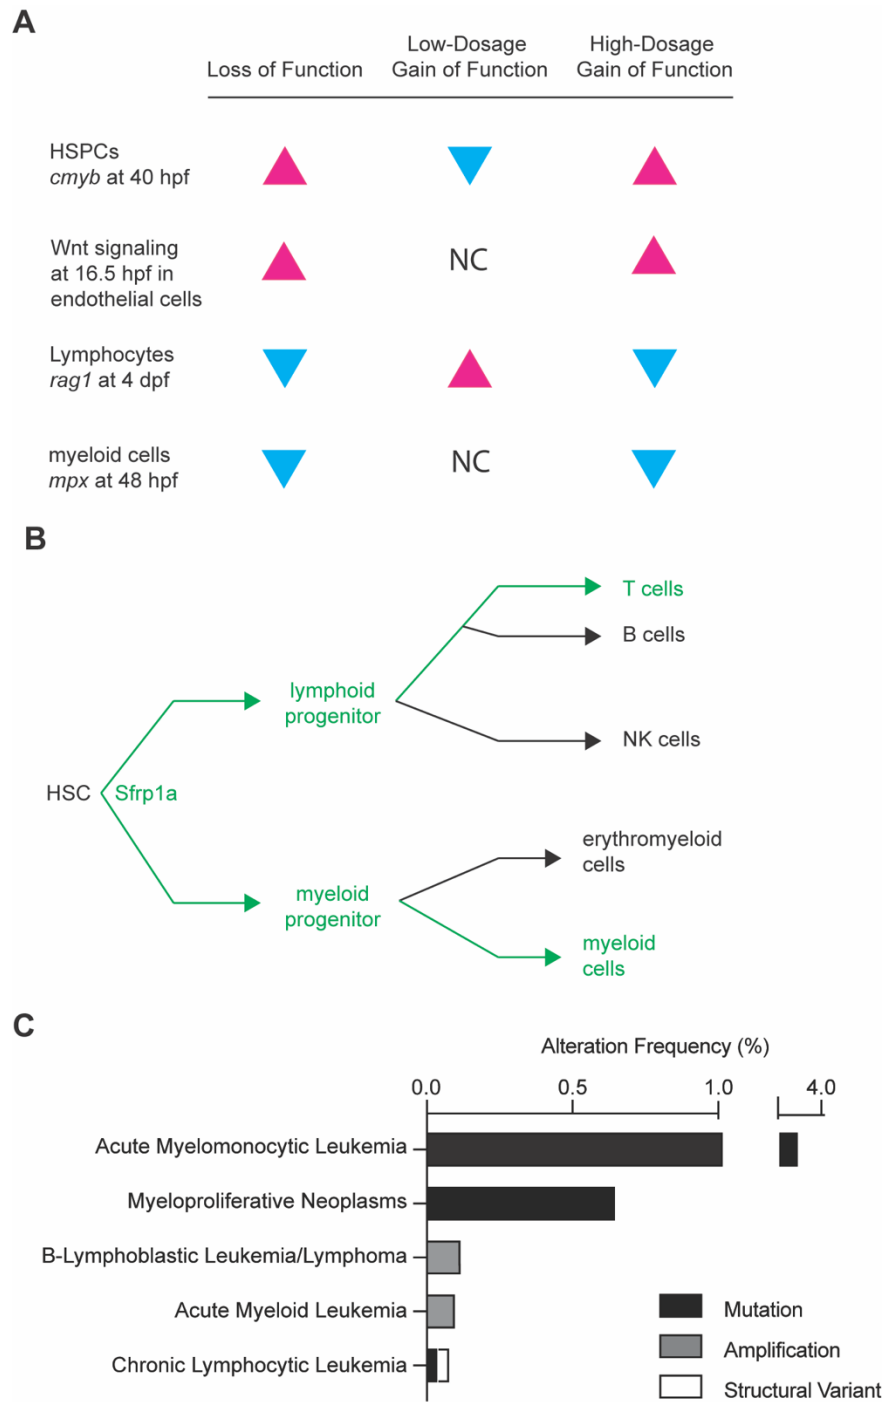 A
Loss of Function
Low-Dosage
Gain of Function
High-Dosage
Gain of Function
HSPCs
cmyb at 40 hpf
Wnt signaling
at 16.5 hpf in
endothelial cells
NC
Lymphocytes
rag1 at 4 dpf
myeloid cells
mpx at 48 hpf
NC
B
T cells
B cells
lymphoid
progenitor
NK cells
HSC
Sfrp1a
erythromyeloid
cells
myeloid
progenitor
myeloid
cells
C
Alteration Frequency (%)
0.0 0.5 1.0 4.0
Acute Myelomonocytic Leukemia
Myeloproliferative Neoplasms
B-Lymphoblastic Leukemia/Lymphoma
Acute Myeloid Leukemia
Chronic Lymphocytic Leukemia
Mutation
Amplification
Structural Variant